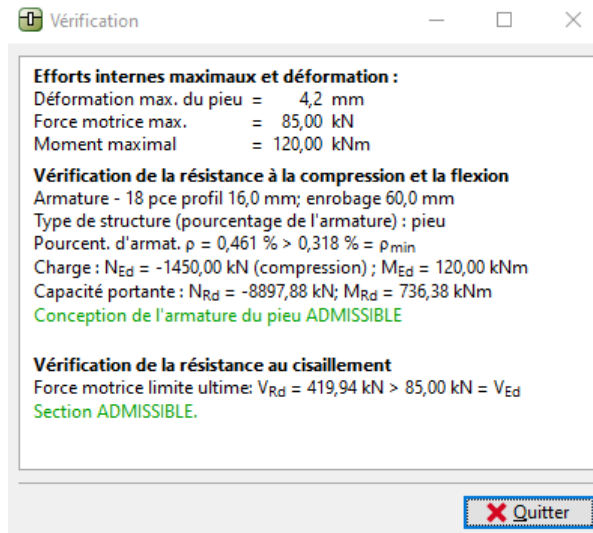 Vérification
Efforts internes maximaux et déformation :
Déformation max. du pieu = 4,2 mm
Force motrice max. = 85,00 kN
Moment maximal = 120,00 kNm
Vérification de la résistance à la compression et la flexion
Armature - 18 pce profil 16,0 mm; enrobage 60,0 mm
Type de structure (pourcentage de l'armature) : pieu
Pourcent. d'armat. ρ = 0,461 % > 0,318 % = ρmin
Charge : NEd = -1450,00 kN (compression) ; MEd = 120,00 kNm
Capacité portante : NRd = -8897,88 kN; MRd = 736,38 kNm
Conception de l'armature du pieu ADMISSIBLE
Vérification de la résistance au cisaillement
Force motrice limite ultime: VRd = 419,94 kN > 85,00 kN = VEd
Section ADMISSIBLE.
Quitter